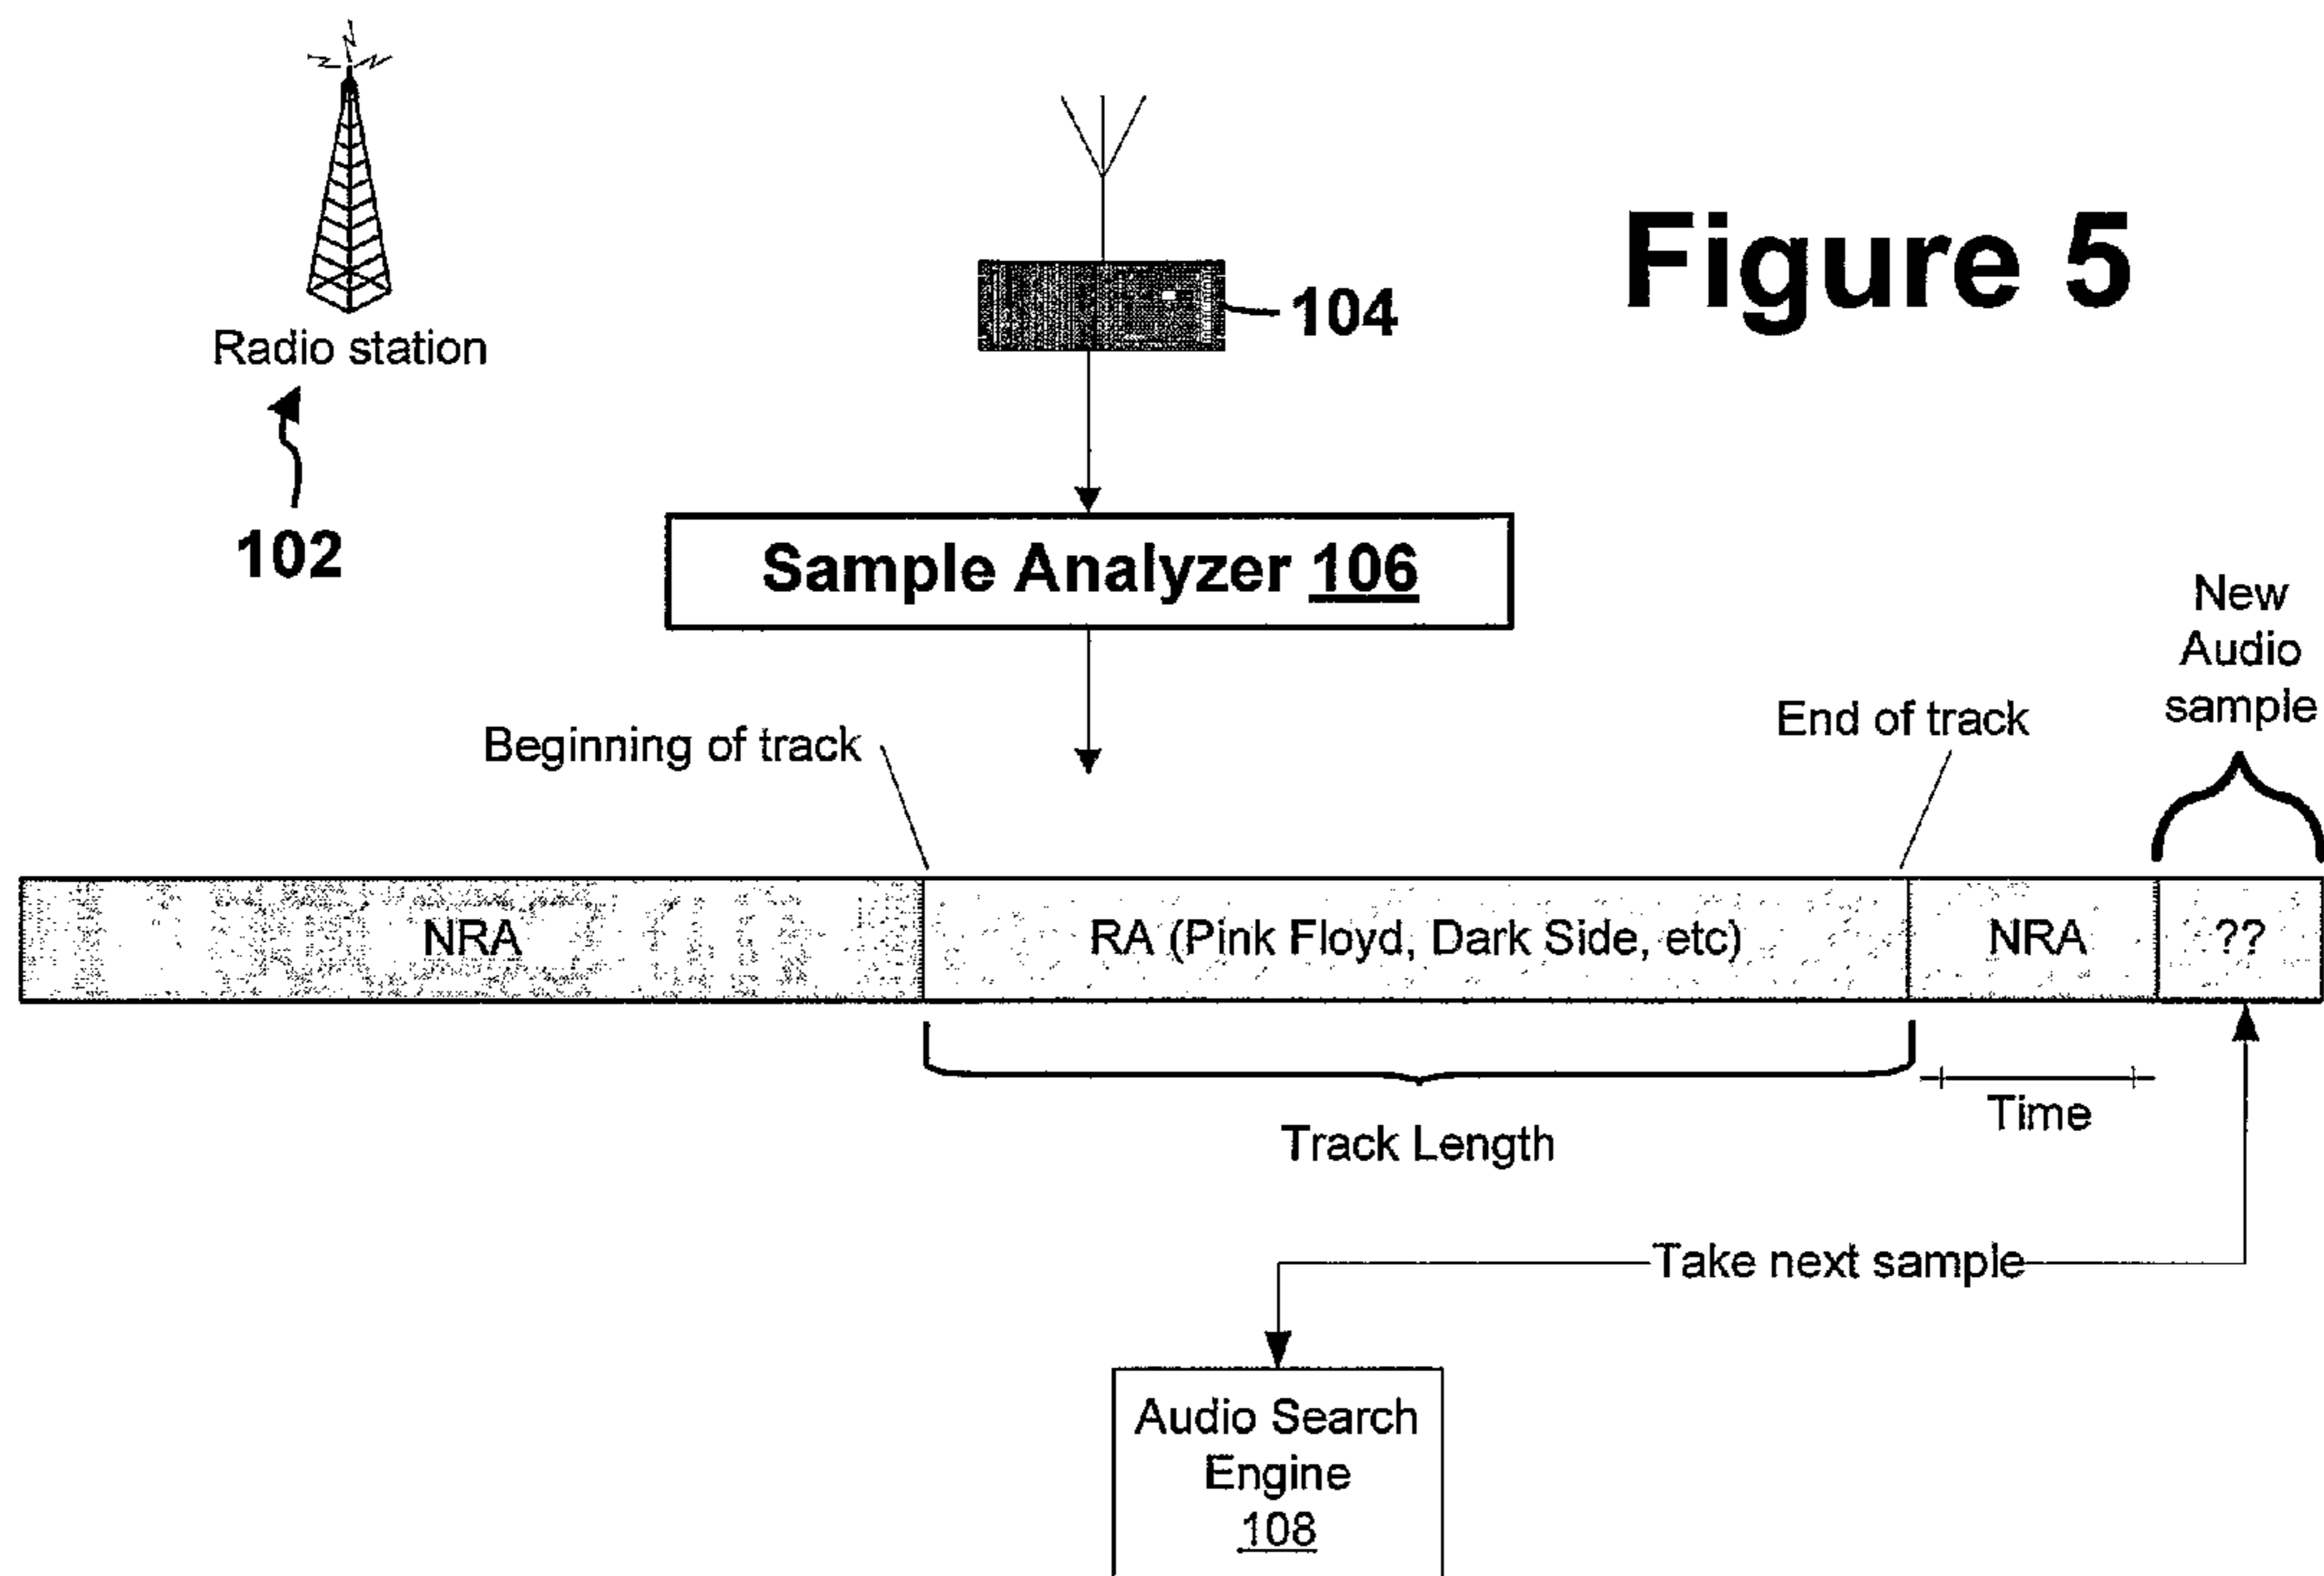 Figure 5
104
Radio station
102
Sample Analyzer 106
New
Audio
sample
Beginning of track
End of track
NRA
RA (Pink Floyd, Dark Side, etc)
NRA
??
Time
Track Length
Take next sample
Audio Search
Engine
108